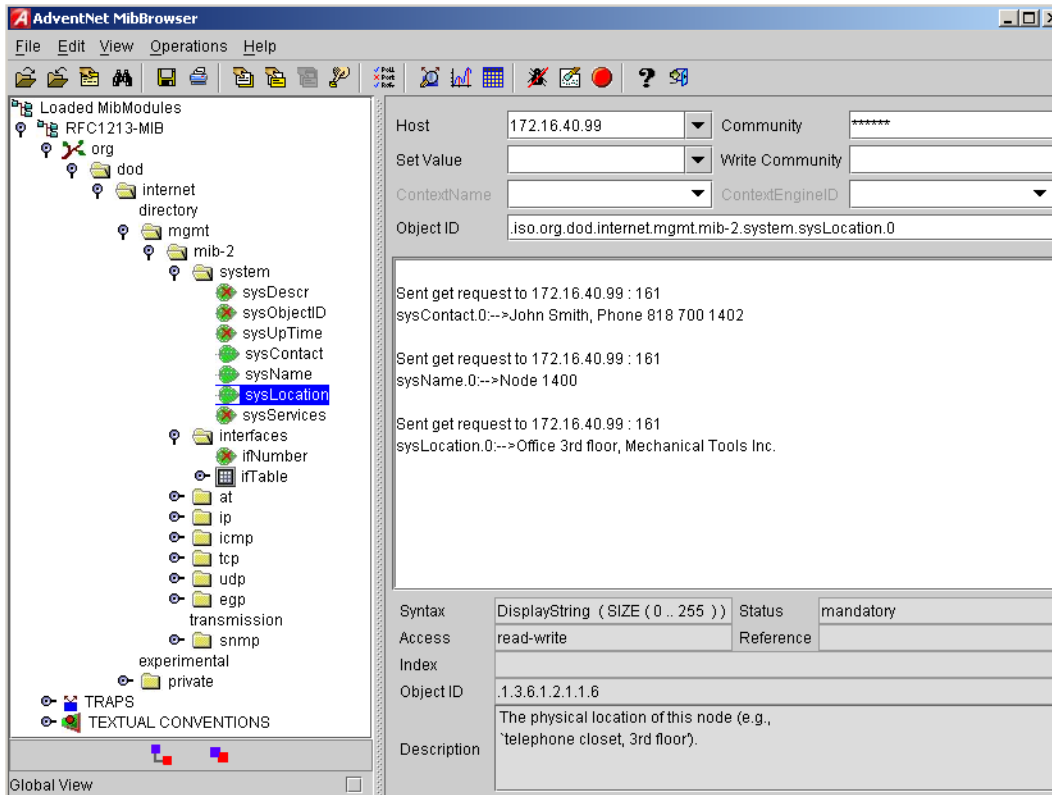 AdventNet MibBrowser
File Edit View Operations Help
Poll
Port
Refr.
Loaded MibModules
RFC1213-MIB
org
dod
internet
directory
mgmt
mib-2
system
sysDescr
sysObjectID
sysUpTime
sysContact
sysName
sysLocation
sysServices
interfaces
ifNumber
ifTable
at
ip
icmp
tcp
udp
egp
transmission
snmp
experimental
private
TRAPS
TEXTUAL CONVENTIONS
Global View
Host 172.16.40.99 Community ******
Set Value Write Community
ContextName ContextEngineID
Object ID .iso.org.dod.internet.mgmt.mib-2.system.sysLocation.0
Sent get request to 172.16.40.99 : 161
sysContact.0:-->John Smith, Phone 818 700 1402
Sent get request to 172.16.40.99 : 161
sysName.0:-->Node 1400
Sent get request to 172.16.40.99 : 161
sysLocation.0:-->Office 3rd floor, Mechanical Tools Inc.
Syntax DisplayString ( SIZE ( 0 .. 255 ) ) Status mandatory
Access read-write Reference
Index
Object ID .1.3.6.1.2.1.1.6
Description The physical location of this node (e.g.,
`telephone closet, 3rd floor').